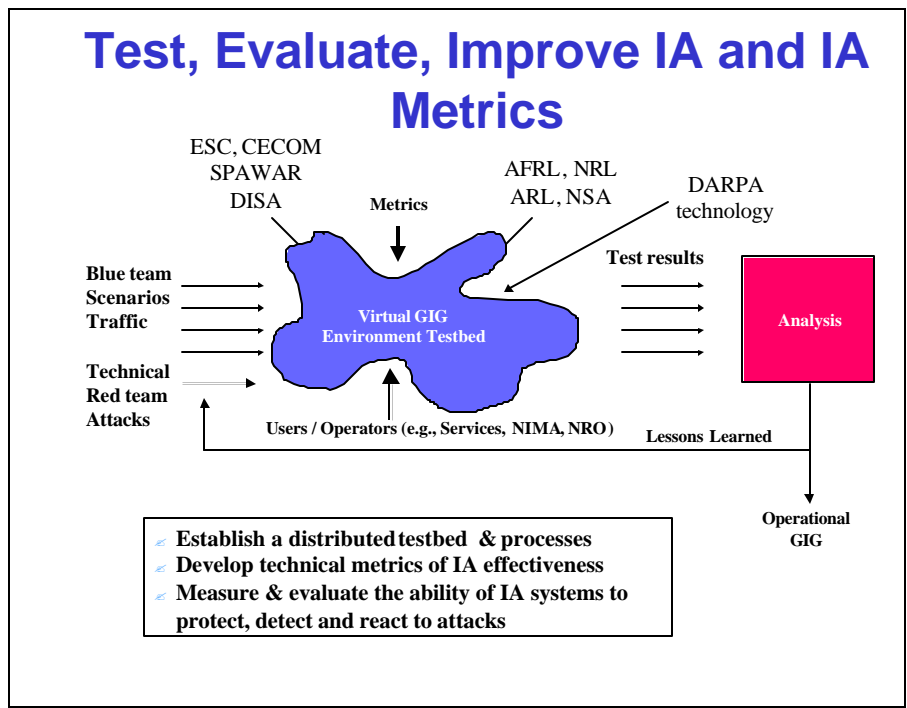 Test, Evaluate, Improve IA and IA
Metrics
ESC, CECOM
SPAWAR
DISA
Metrics
AFRL, NRL
ARL, NSA
DARPA
technology
Blue team
Scenarios
Traffic
Technical
Red team
Attacks
Virtual GIG
Environment Testbed
Test results
Analysis
Users / Operators (e.g., Services, NIMA, NRO)
Lessons Learned
Operational
GIG
Establish a distributed testbed & processes
Develop technical metrics of IA effectiveness
Measure & evaluate the ability of IA systems to
protect, detect and react to attacks